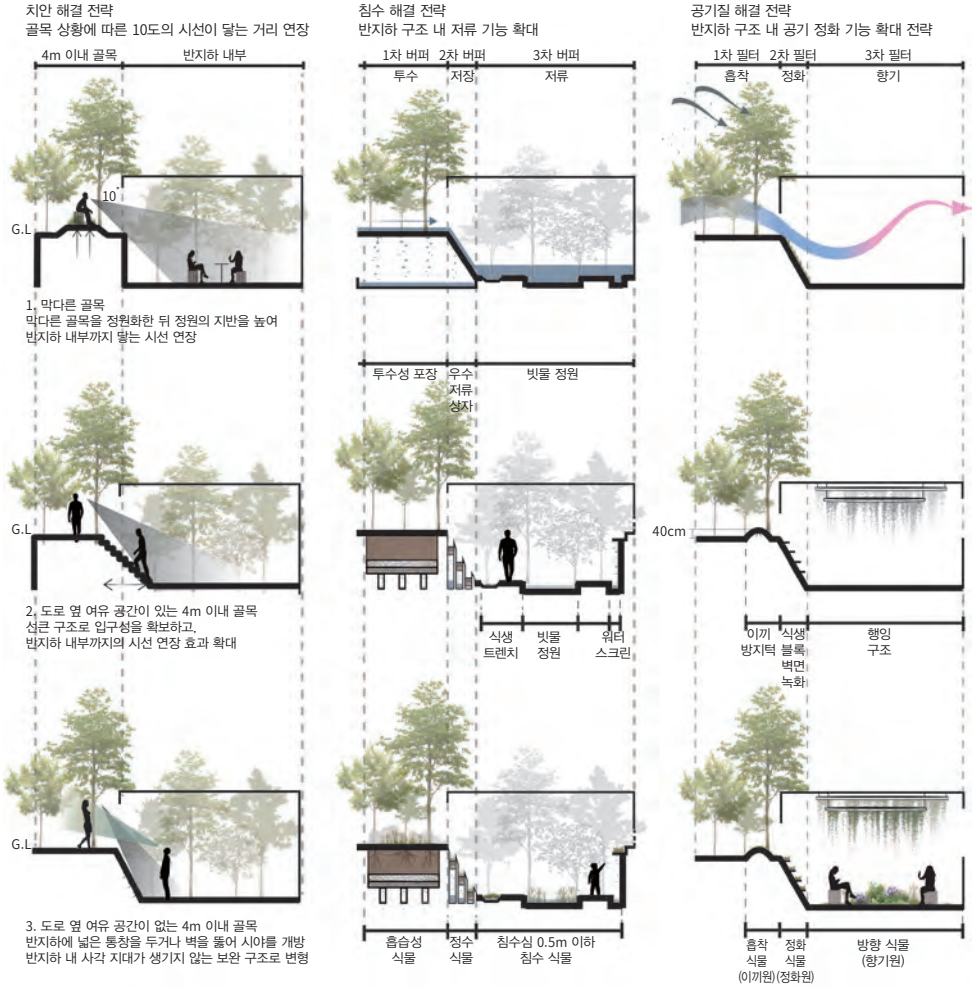 치안 해결 전략
골목 상황에 따른 10도의 시선이 닿는 거리 연장
4m 이내 골목
반지하 내부
10°
G.L
1. 막다른 골목
막다른 골목을 정원화한 뒤 정원의 지반을 높여
반지하 내부까지 닿는 시선 연장
G.L
2. 도로 옆 여유 공간이 있는 4m 이내 골목
선큰 구조로 입구성을 확보하고,
반지하 내부까지의 시선 연장 효과 확대
G.L
3. 도로 옆 여유 공간이 없는 4m 이내 골목
반지하에 넓은 통창을 두거나 벽을 뚫어 시야를 개방
반지하 내 사각 지대가 생기지 않는 보완 구조로 변형
침수 해결 전략
반지하 구조 내 저류 기능 확대
1차 버퍼
2차 버퍼
3차 버퍼
투수
저장
저류
투수성 포장
우수
저류
상자
빗물 정원
식생
트렌치
빗물
정원
워터
스크린
흡습성
식물
정수
식물
침수심 0.5m 이하
침수 식물
공기질 해결 전략
반지하 구조 내 공기 정화 기능 확대 전략
1차 필터
2차 필터
3차 필터
흡착
정화
향기
40cm
이끼
방지턱
식생
블록
벽면
녹화
행잉
구조
흡착
식물
(이끼원)
정화
식물
(정화원)
방향 식물
(향기원)